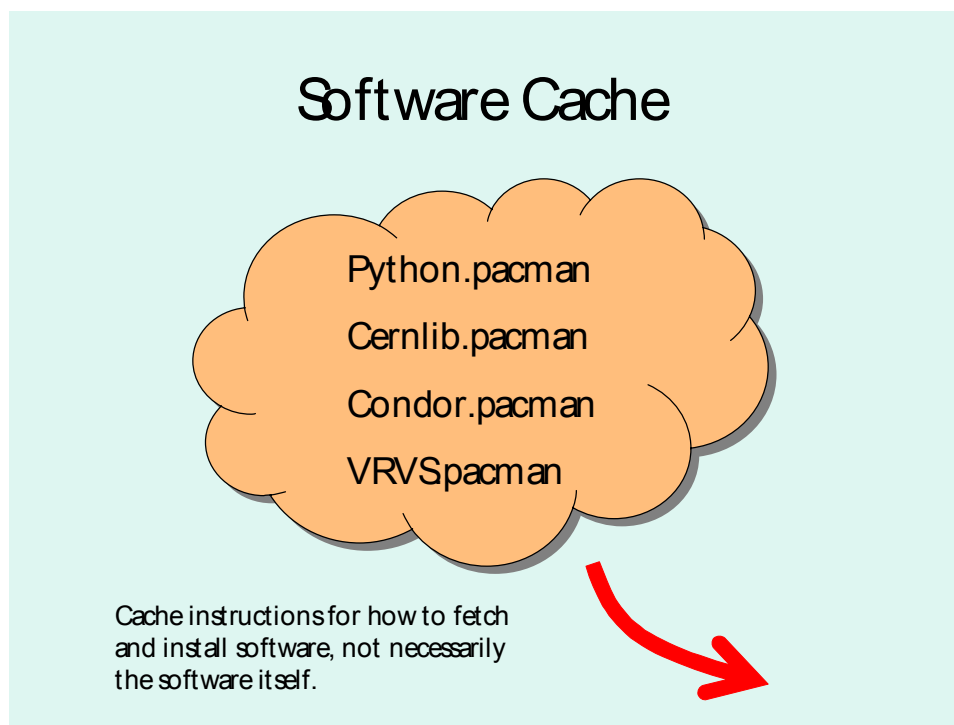 Software Cache
Python.pacman
Cernlib.pacman
Condor.pacman
VRVS.pacman
Cache instructions for how to fetch
and install software, not necessarily
the software itself.